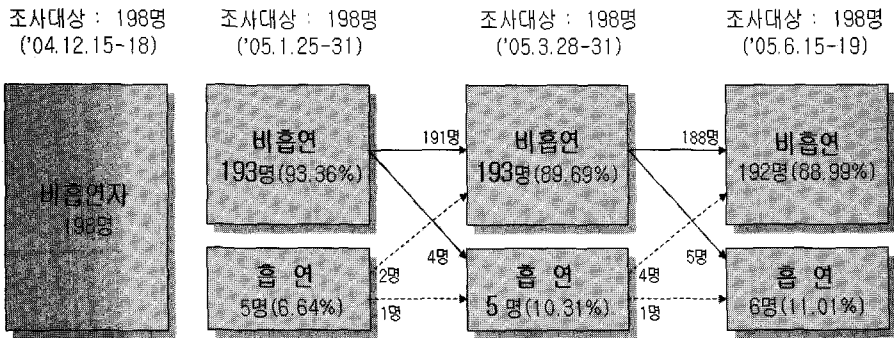 조사대상 : 198명
('04.12.15-18)
조사대상 : 198명
('05.1.25-31)
조사대상 : 198명
('05.3.28-31)
조사대상 : 198명
('05.6.15-19)
비흡연자
198명
비흡연
193명(93.36%)
191명
비흡연
193명(89.69%)
188명
비흡연
192명(88.99%)
흡 연
5명(6.64%)
4명
2명
1명
흡 연
5 명(10.31%)
5명
4명
1명
흡 연
6명(11.01%)